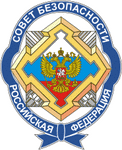 СОВЕТ БЕЗОПАСНОСТИ
РОССИЙСКАЯ ФЕДЕРАЦИЯ